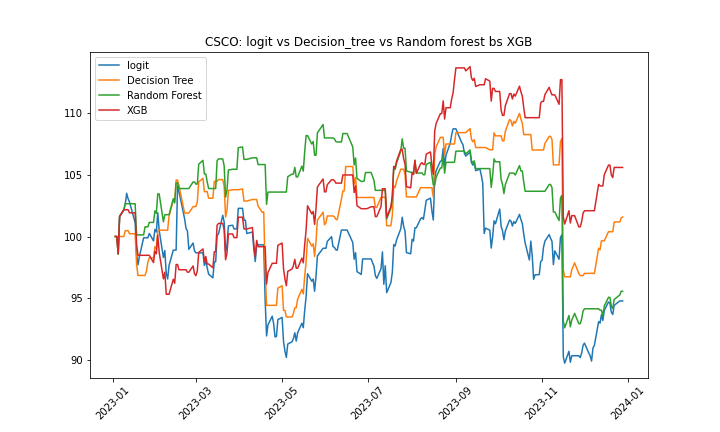 CSCO: logit vs Decision_tree vs Random forest bs XGB
logit
Decision Tree
Random Forest
XGB
110
105
100
95
90
2023-01
2023-03
2023-05
2023-07
2023-09
2023-11
2024-01